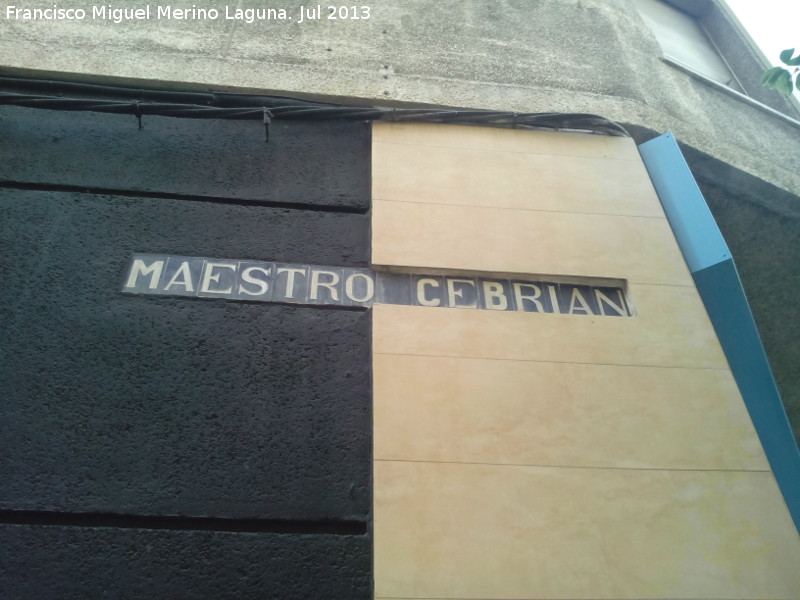 Francisco Miguel Merino Laguna. Jul 2013
MAESTRO CEBRIAN